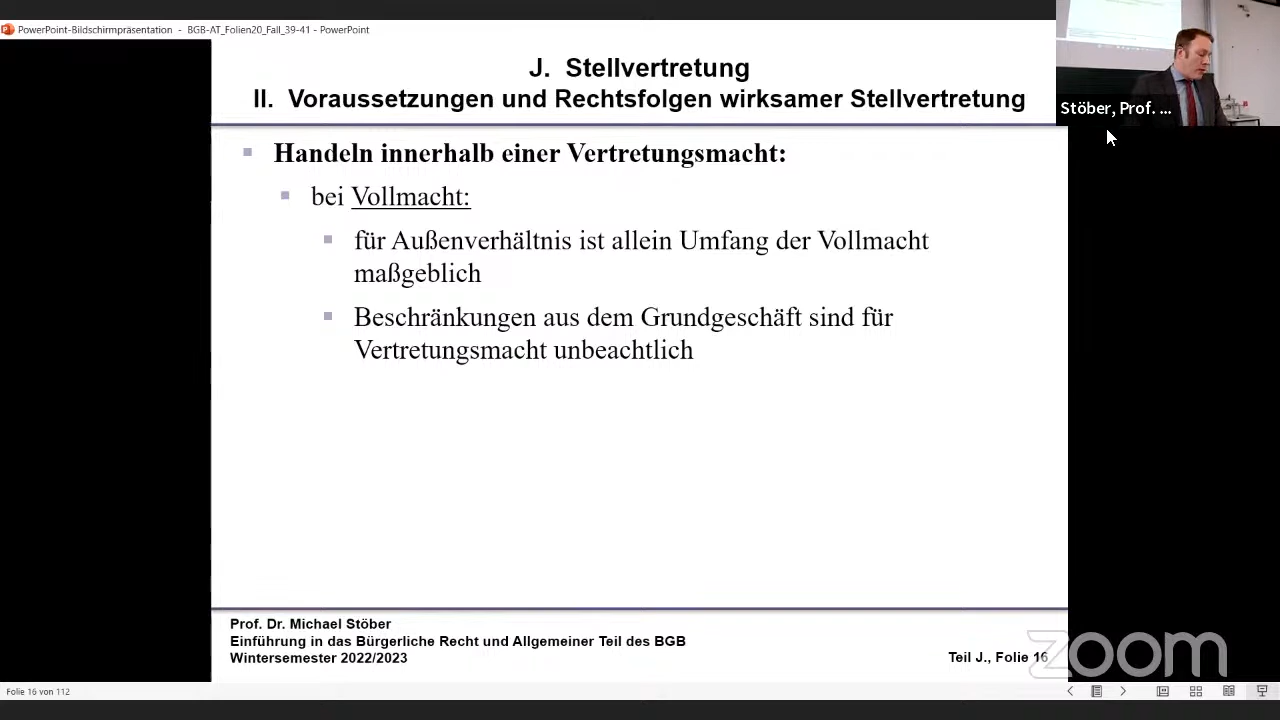 PowerPoint-Bildschirmpräsentation - BGB-AT_Folien20_Fall_39-41 - PowerPoint
J. Stellvertretung
II. Voraussetzungen und Rechtsfolgen wirksamer Stellvertretung
Stöber, Prof. ...
Handeln innerhalb einer Vertretungsmacht:
bei Vollmacht:
für Außenverhältnis ist allein Umfang der Vollmacht
maßgeblich
Beschränkungen aus dem Grundgeschäft sind für
Vertretungsmacht unbeachtlich
Prof. Dr. Michael Stöber
Einführung in das Bürgerliche Recht und Allgemeiner Teil des BGB
Wintersemester 2022/2023
Teil J., Folie 16
zoom
Folie 16 von 112